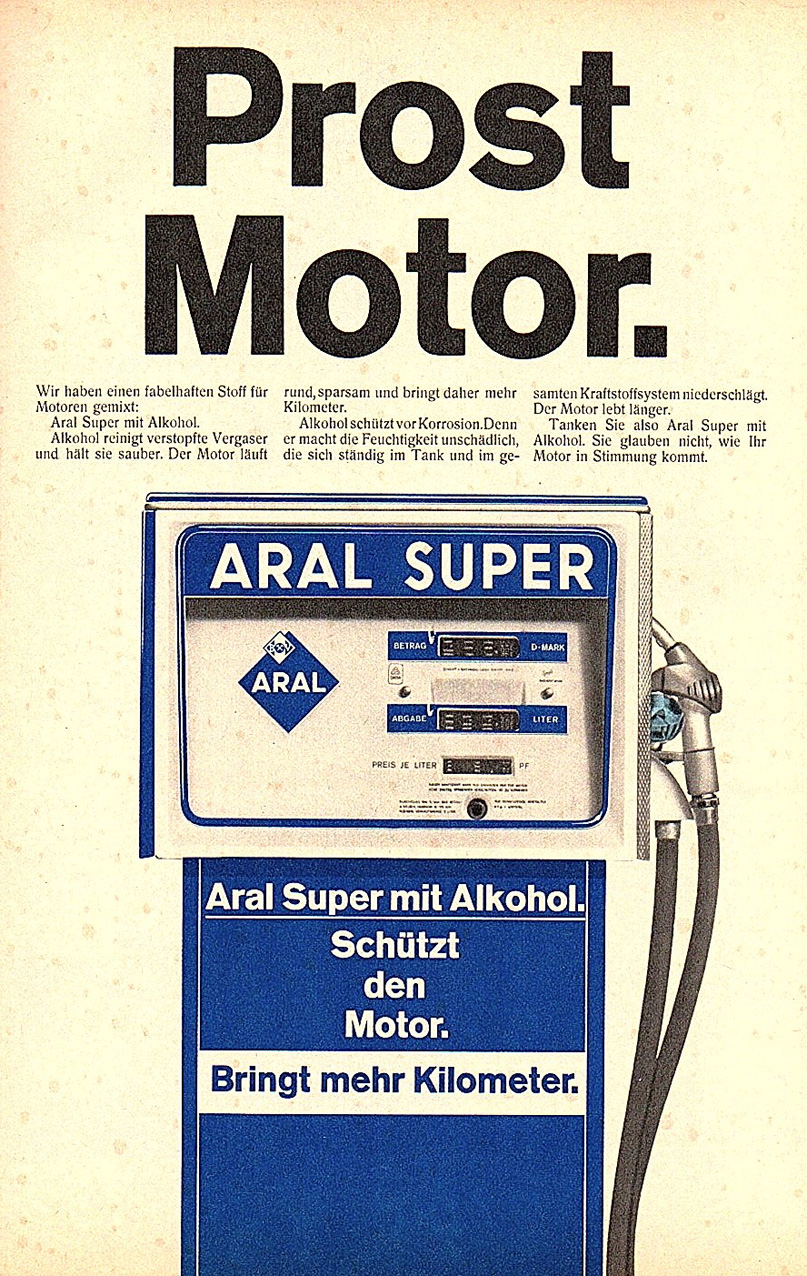 Prost
Motor.
Wir haben einen fabelhaften Stoff für
Motoren gemixt:
Aral Super mit Alkohol.
Alkohol reinigt verstopfte Vergaser
und hält sie sauber. Der Motor läuft
rund, sparsam und bringt daher mehr
Kilometer.
Alkohol schützt vor Korrosion. Denn
er macht die Feuchtigkeit unschädlich,
die sich ständig im Tank und im ge-
samten Kraftstoffsystem niederschlägt.
Der Motor lebt länger.
Tanken Sie also Aral Super mit
Alkohol. Sie glauben nicht, wie Ihr
Motor in Stimmung kommt.
ARAL SUPER
BV
ARAL
BETRAG D-MARK
ABGABE LITER
PREIS JE LITER PF
Aral Super mit Alkohol.
Schützt
den
Motor.
Bringt mehr Kilometer.